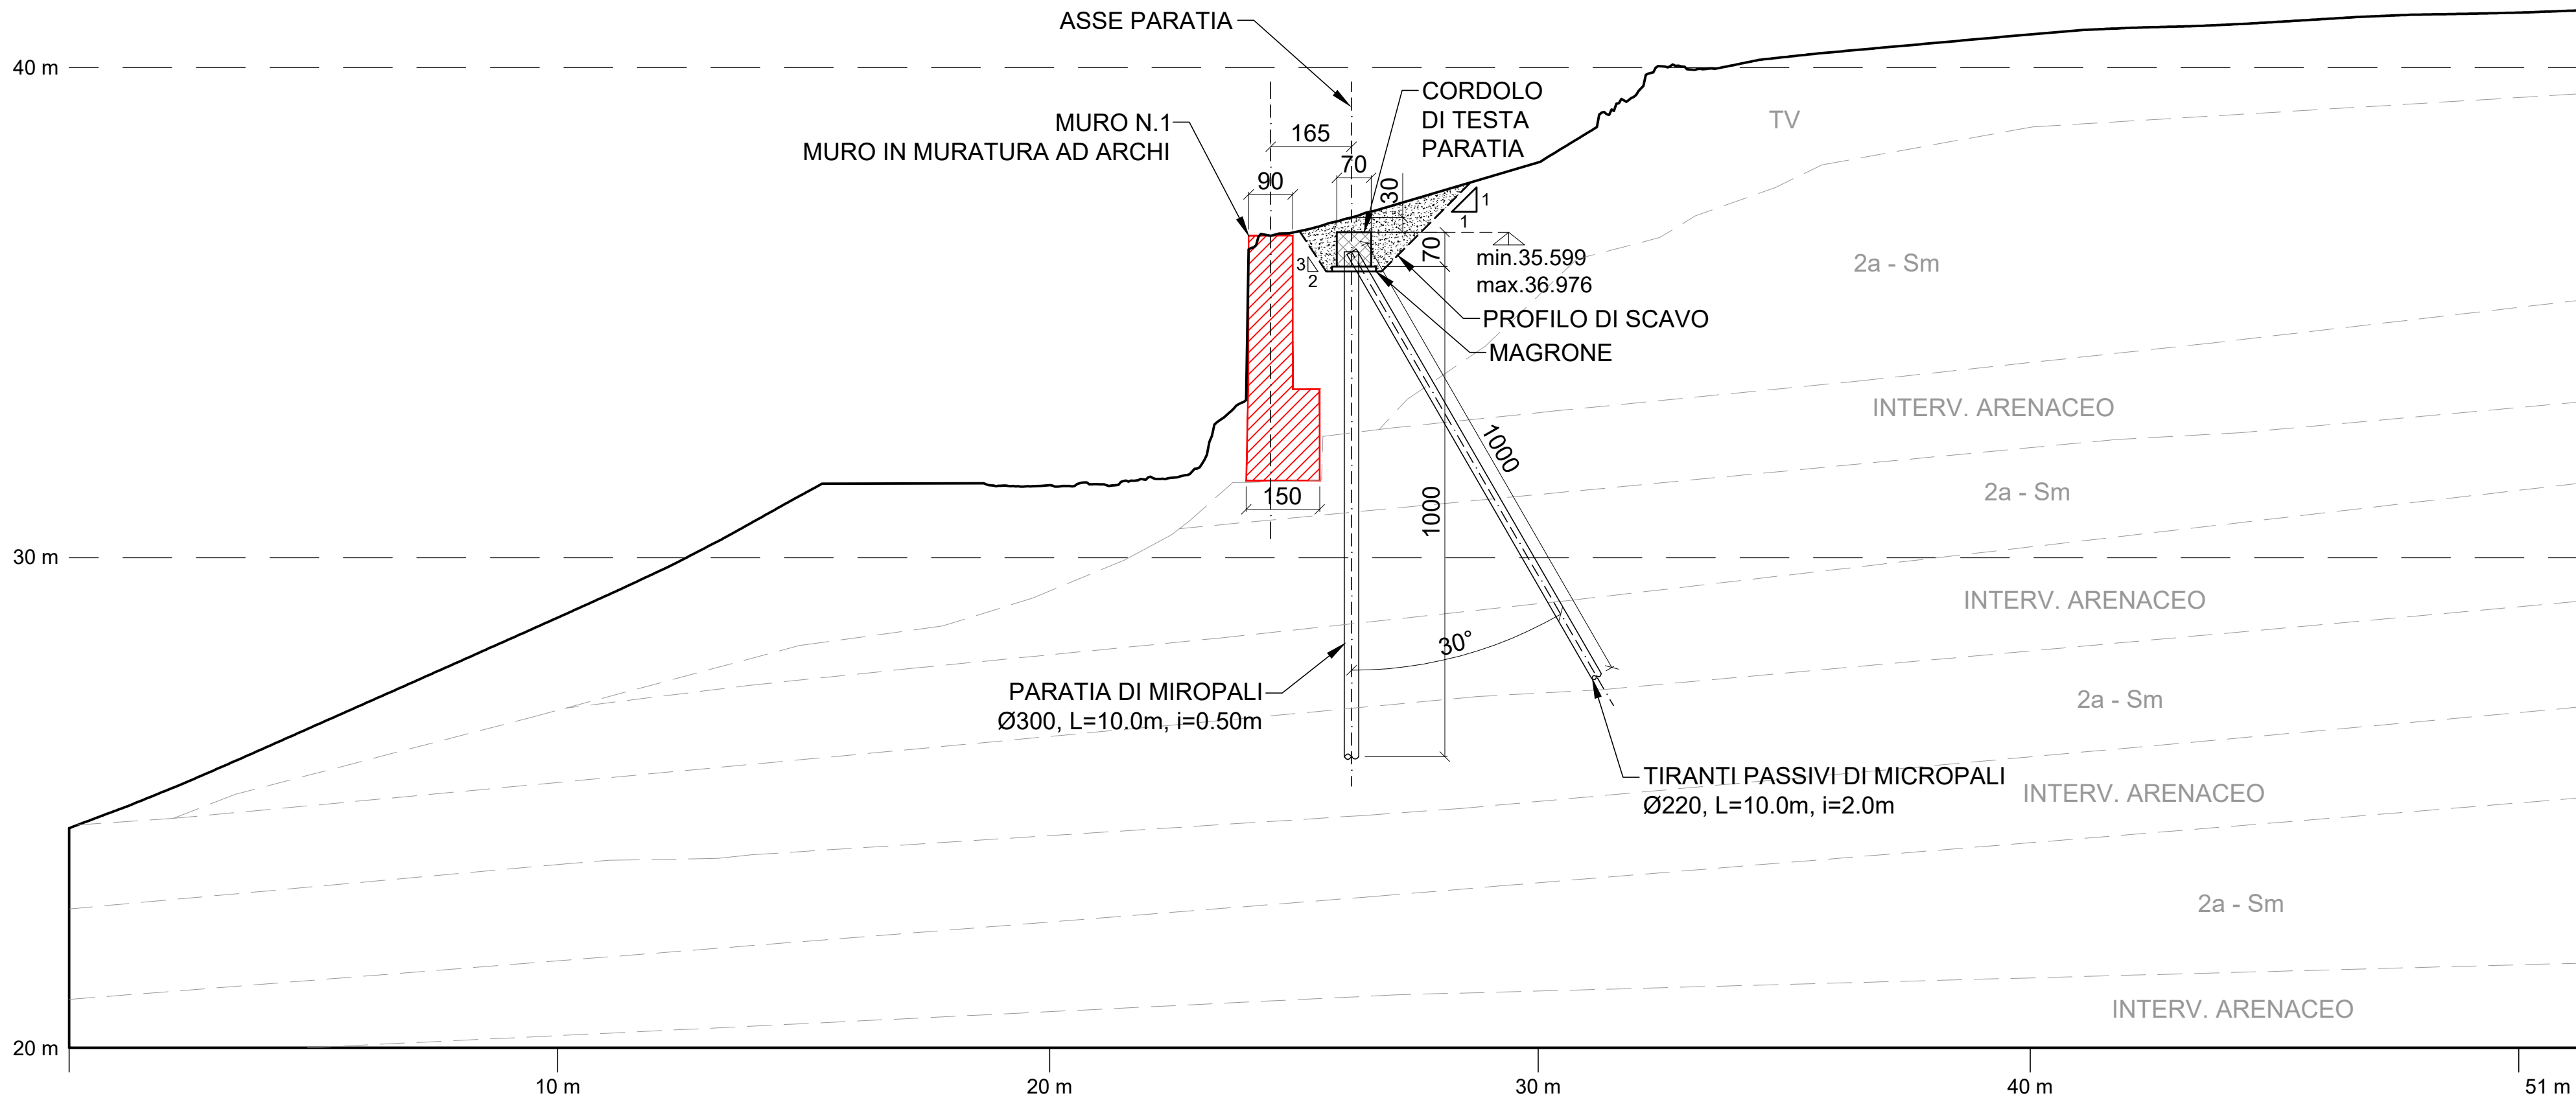 ASSE PARATIA
40 m
CORDOLO
DI TESTA
PARATIA
MURO N.1
MURO IN MURATURA AD ARCHI
TV
165
70
90
30
1
1
70
3
2
min.35.599
max.36.976
2a - Sm
PROFILO DI SCAVO
MAGRONE
INTERV. ARENACEO
1000
150
1000
2a - Sm
30 m
INTERV. ARENACEO
30°
PARATIA DI MIROPALI
Ø300, L=10.0m, i=0.50m
2a - Sm
TIRANTI PASSIVI DI MICROPALI
Ø220, L=10.0m, i=2.0m
INTERV. ARENACEO
2a - Sm
INTERV. ARENACEO
20 m
10 m
20 m
30 m
40 m
51 m